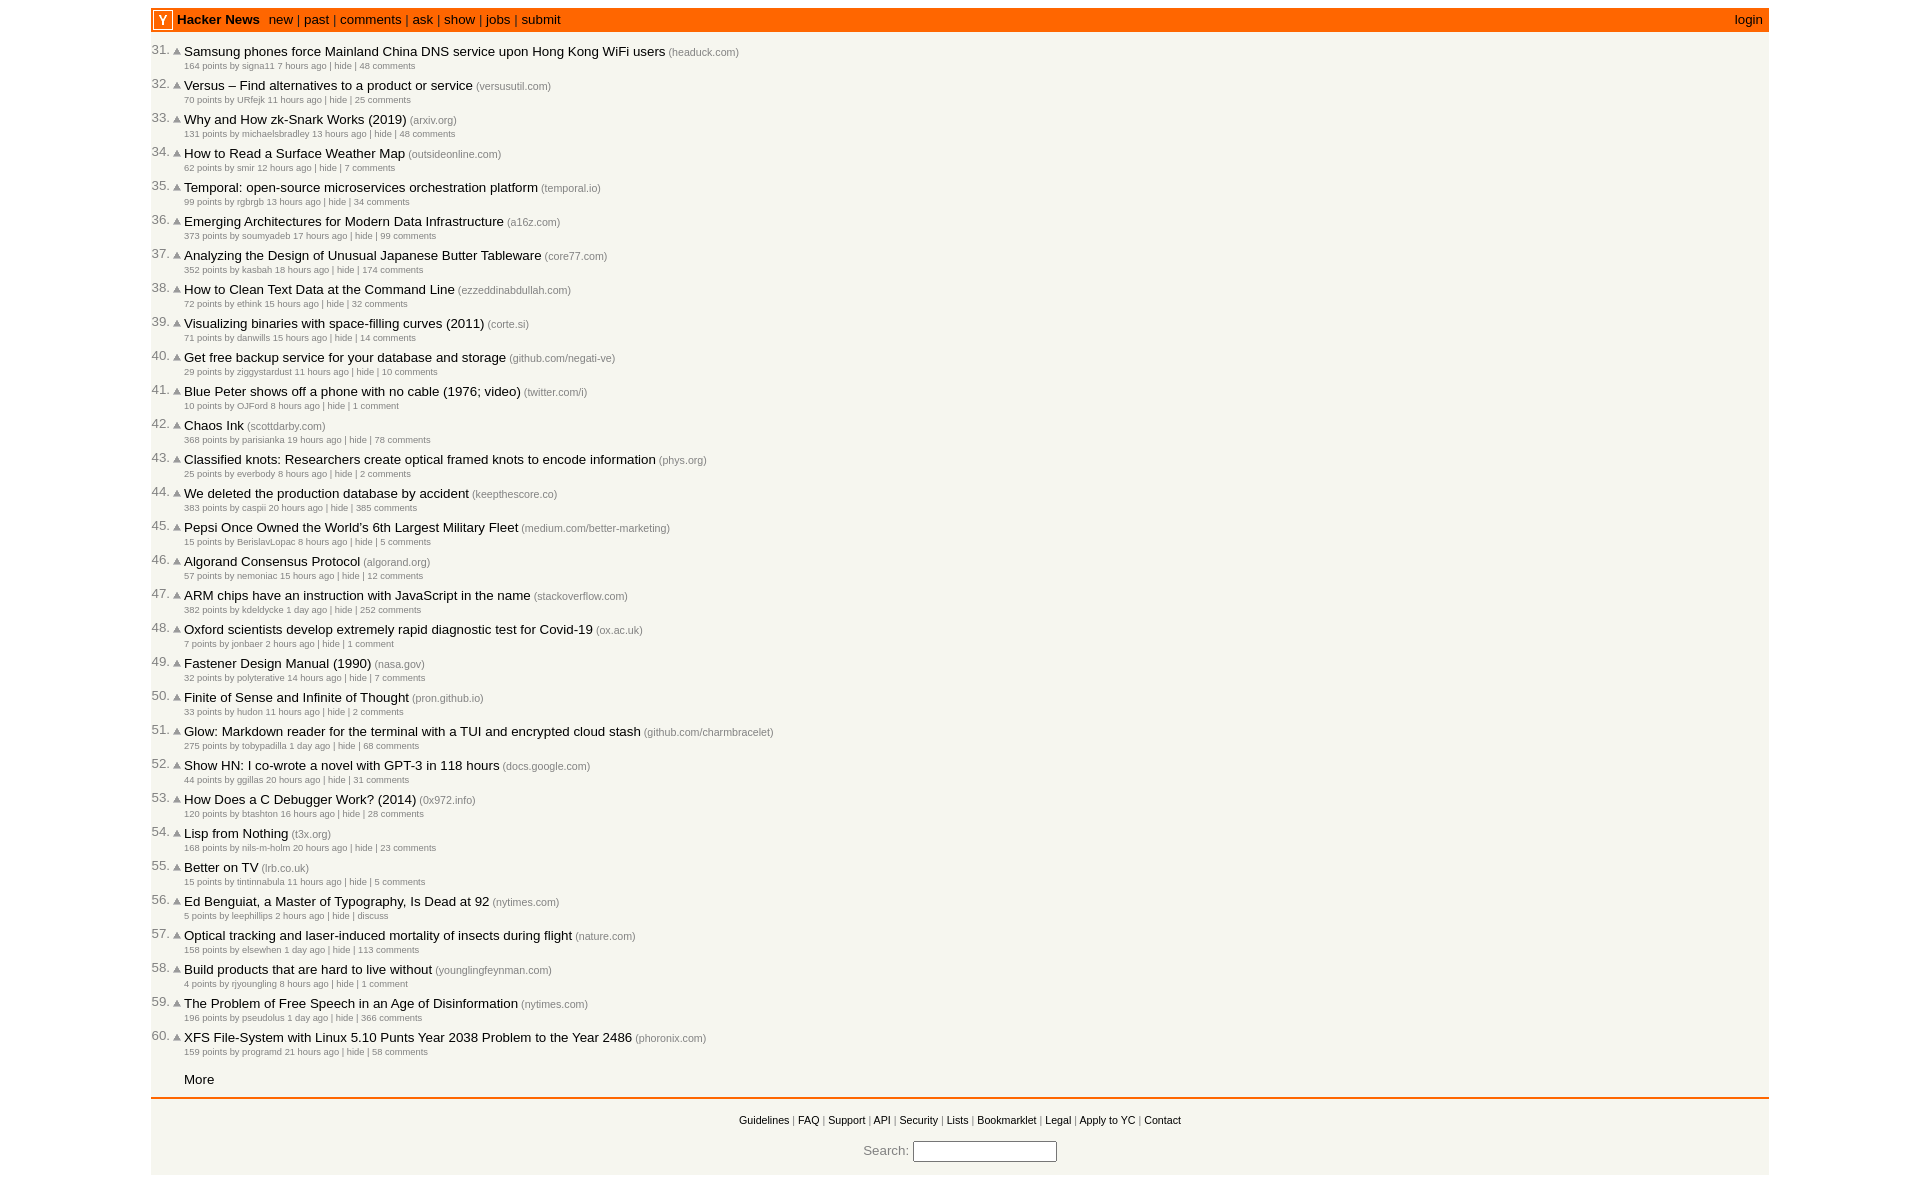 Y Hacker News new | past | comments | ask | show | jobs | submit login
31. Samsung phones force Mainland China DNS service upon Hong Kong WiFi users (headuck.com)
164 points by signa11 7 hours ago | hide | 48 comments
32. Versus – Find alternatives to a product or service (versusutil.com)
70 points by URfejk 11 hours ago | hide | 25 comments
33. Why and How zk-Snark Works (2019) (arxiv.org)
131 points by michaelsbradley 13 hours ago | hide | 48 comments
34. How to Read a Surface Weather Map (outsideonline.com)
62 points by smir 12 hours ago | hide | 7 comments
35. Temporal: open-source microservices orchestration platform (temporal.io)
99 points by rgbrgb 13 hours ago | hide | 34 comments
36. Emerging Architectures for Modern Data Infrastructure (a16z.com)
373 points by soumyadeb 17 hours ago | hide | 99 comments
37. Analyzing the Design of Unusual Japanese Butter Tableware (core77.com)
352 points by kasbah 18 hours ago | hide | 174 comments
38. How to Clean Text Data at the Command Line (ezzeddinabdullah.com)
72 points by ethink 15 hours ago | hide | 32 comments
39. Visualizing binaries with space-filling curves (2011) (corte.si)
71 points by danwills 15 hours ago | hide | 14 comments
40. Get free backup service for your database and storage (github.com/negati-ve)
29 points by ziggystardust 11 hours ago | hide | 10 comments
41. Blue Peter shows off a phone with no cable (1976; video) (twitter.com/i)
10 points by OJFord 8 hours ago | hide | 1 comment
42. Chaos Ink (scottdarby.com)
368 points by parisianka 19 hours ago | hide | 78 comments
43. Classified knots: Researchers create optical framed knots to encode information (phys.org)
25 points by everbody 8 hours ago | hide | 2 comments
44. We deleted the production database by accident (keepthescore.co)
383 points by caspii 20 hours ago | hide | 385 comments
45. Pepsi Once Owned the World’s 6th Largest Military Fleet (medium.com/better-marketing)
15 points by BerislavLopac 8 hours ago | hide | 5 comments
46. Algorand Consensus Protocol (algorand.org)
57 points by nemoniac 15 hours ago | hide | 12 comments
47. ARM chips have an instruction with JavaScript in the name (stackoverflow.com)
382 points by kdeldycke 1 day ago | hide | 252 comments
48. Oxford scientists develop extremely rapid diagnostic test for Covid-19 (ox.ac.uk)
7 points by jonbaer 2 hours ago | hide | 1 comment
49. Fastener Design Manual (1990) (nasa.gov)
32 points by polyterative 14 hours ago | hide | 7 comments
50. Finite of Sense and Infinite of Thought (pron.github.io)
33 points by hudon 11 hours ago | hide | 2 comments
51. Glow: Markdown reader for the terminal with a TUI and encrypted cloud stash (github.com/charmbracelet)
275 points by tobypadilla 1 day ago | hide | 68 comments
52. Show HN: I co-wrote a novel with GPT-3 in 118 hours (docs.google.com)
44 points by ggillas 20 hours ago | hide | 31 comments
53. How Does a C Debugger Work? (2014) (0x972.info)
120 points by btashton 16 hours ago | hide | 28 comments
54. Lisp from Nothing (t3x.org)
168 points by nils-m-holm 20 hours ago | hide | 23 comments
55. Better on TV (lrb.co.uk)
15 points by tintinnabula 11 hours ago | hide | 5 comments
56. Ed Benguiat, a Master of Typography, Is Dead at 92 (nytimes.com)
5 points by leephillips 2 hours ago | hide | discuss
57. Optical tracking and laser-induced mortality of insects during flight (nature.com)
158 points by elsewhen 1 day ago | hide | 113 comments
58. Build products that are hard to live without (younglingfeynman.com)
4 points by rjyoungling 8 hours ago | hide | 1 comment
59. The Problem of Free Speech in an Age of Disinformation (nytimes.com)
196 points by pseudolus 1 day ago | hide | 366 comments
60. XFS File-System with Linux 5.10 Punts Year 2038 Problem to the Year 2486 (phoronix.com)
159 points by programd 21 hours ago | hide | 58 comments
More
Guidelines | FAQ | Support | API | Security | Lists | Bookmarklet | Legal | Apply to YC | Contact
Search: